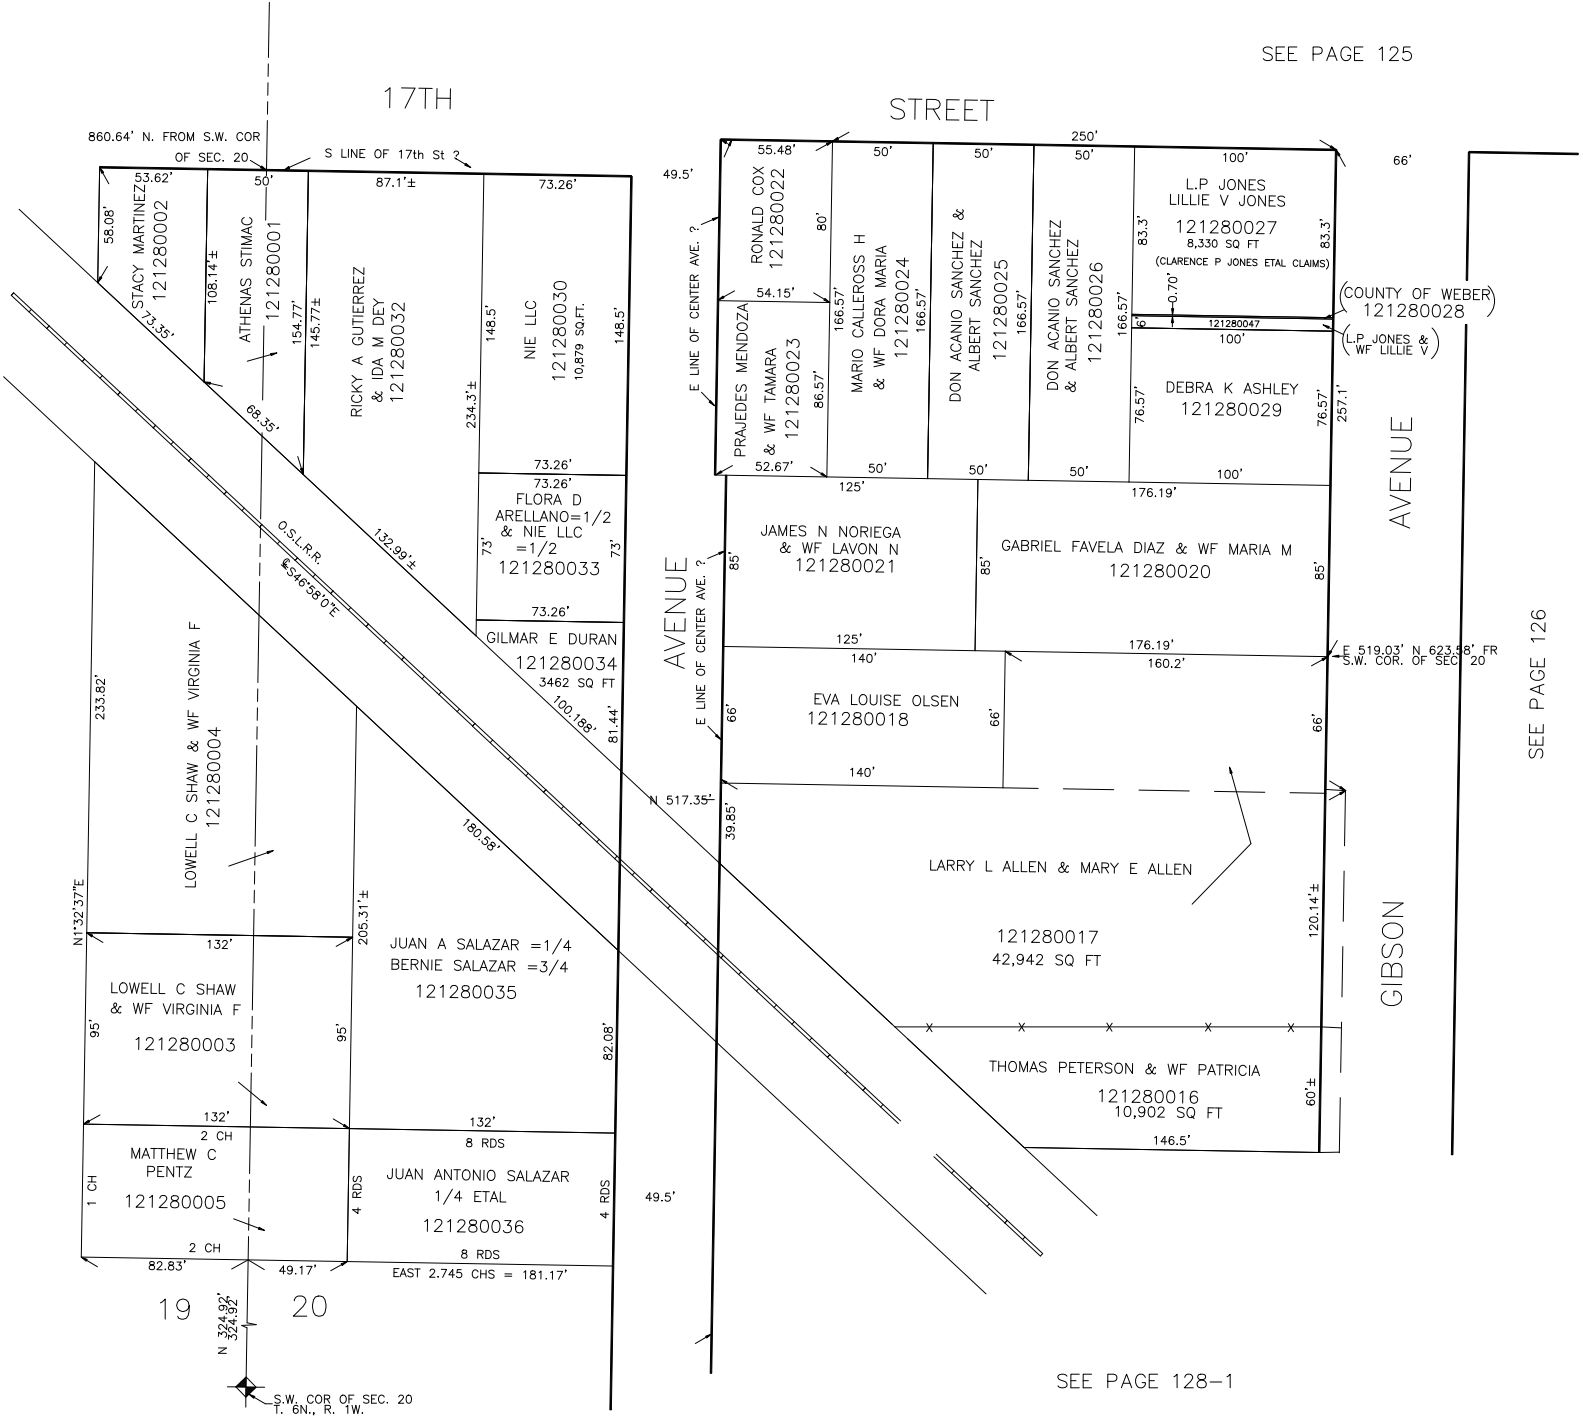 SEE PAGE 125
17TH
STREET
860.64' N. FROM S.W. COR
OF SEC. 20
S LINE OF 17th St ?
250'
66'
53.62'
50'
87.1'±
73.26'
49.5'
55.48'
50'
50'
50'
100'
58.08'
STACY MARTINEZ
121280002
73.35'
108.14'±
ATHENAS STIMAC
121280001
154.77'
145.77±
68.35'
RICKY A GUTIERREZ
& IDA M DEY
121280032
234.3'±
132.99'±
148.5'
NIE LLC
121280030
10,879 SQ.FT.
148.5'
73.26'
73.26'
FLORA D
ARELLANO=1/2
& NIE LLC
=1/2
121280033
73'
73'
73.26'
GILMAR E DURAN
121280034
3462 SQ FT
100.188'
81.44'
E LINE OF CENTER AVE. ?
RONALD COX
121280022
80'
54.15'
PRAJEDES MENDOZA
& WF TAMARA
121280023
86.57'
52.67'
166.57'
MARIO CALLEROSS H
& WF DORA MARIA
121280024
166.57'
50'
DON ACANIO SANCHEZ &
ALBERT SANCHEZ
121280025
166.57'
50'
DON ACANIO SANCHEZ
& ALBERT SANCHEZ
121280026
166.57'
50'
L.P JONES
LILLIE V JONES
121280027
8,330 SQ FT
(CLARENCE P JONES ETAL CLAIMS)
83.3'
83.3'
0.70'
(COUNTY OF WEBER)
121280028
6'
121280047
(L.P JONES &
WF LILLIE V)
100'
DEBRA K ASHLEY
121280029
76.57'
76.57'
257.1'
100'
AVENUE
125'
JAMES N NORIEGA
& WF LAVON N
121280021
85'
85'
125'
176.19'
GABRIEL FAVELA DIAZ & WF MARIA M
121280020
85'
176.19'
E 519.03' N 623.58' FR
S.W. COR. OF SEC. 20
SEE PAGE 126
AVENUE
E LINE OF CENTER AVE. ?
140'
EVA LOUISE OLSEN
121280018
66'
66'
140'
160.2'
66'
N 517.35'
39.85'
LARRY L ALLEN & MARY E ALLEN
121280017
42,942 SQ FT
120.14'±
GIBSON
X X X X X
THOMAS PETERSON & WF PATRICIA
121280016
10,902 SQ FT
60'±
146.5'
O.S.L.R.R.
℄S46°58'0"E
233.82'
LOWELL C SHAW & WF VIRGINIA F
121280004
180.58'
N1°32'37"E
132'
205.31'±
LOWELL C SHAW
& WF VIRGINIA F
121280003
95'
95'
132'
JUAN A SALAZAR =1/4
BERNIE SALAZAR =3/4
121280035
82.08'
132'
2 CH
MATTHEW C
PENTZ
121280005
1 CH
2 CH
8 RDS
JUAN ANTONIO SALAZAR
1/4 ETAL
121280036
4 RDS
4 RDS
8 RDS
49.5'
82.83'
49.17'
EAST 2.745 CHS = 181.17'
19
20
N 324.92'
324.92'
S.W. COR OF SEC. 20
T. 6N., R. 1W.
SEE PAGE 128-1